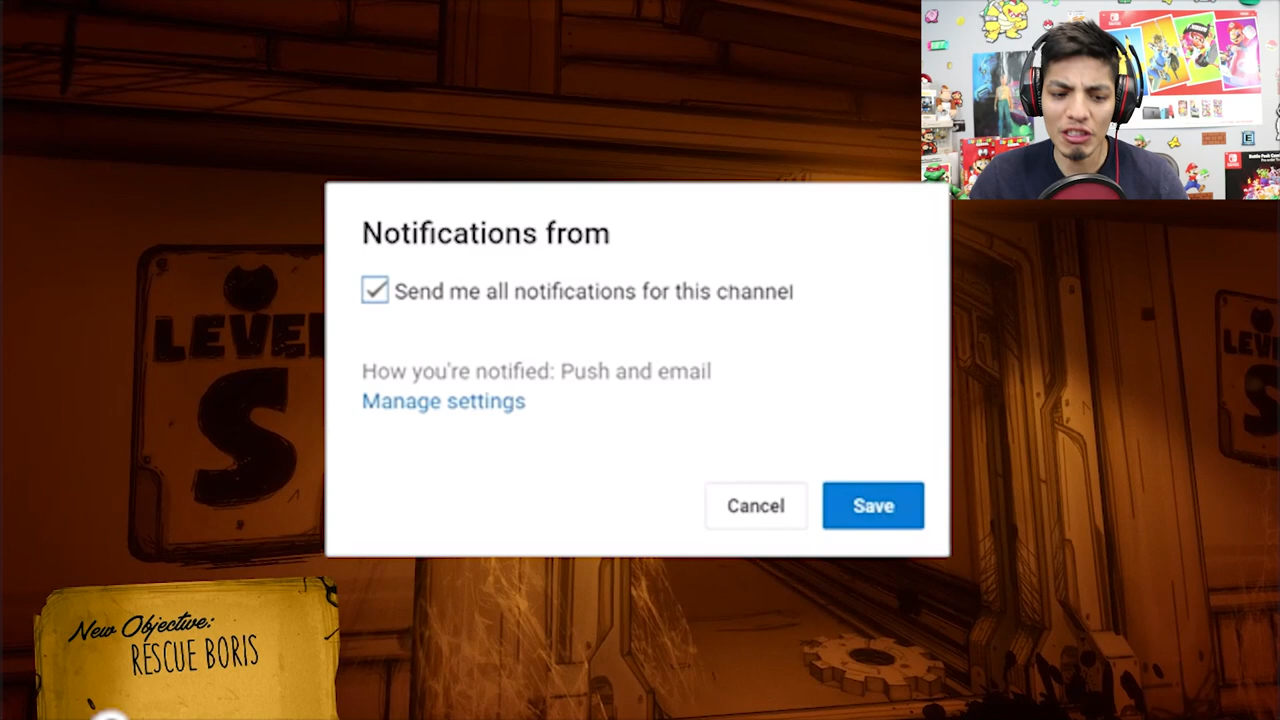 Notifications from
Send me all notifications for this channel
How you're notified: Push and email
Manage settings
Cancel
Save
LEVEL
S
LEVEL
S
New Objective:
RESCUE BORIS